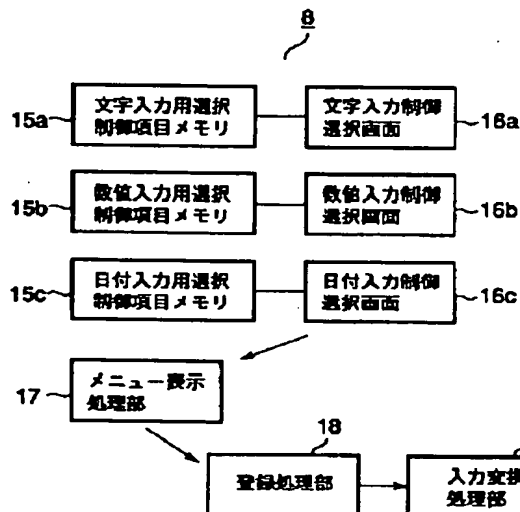 8
15a
文字入力用選択
制御項目メモリ
文字入力制御
選択画面
16a
15b
数値入力用選択
制御項目メモリ
数値入力制御
選択画面
16b
15c
日付入力用選択
制御項目メモリ
日付入力制御
選択画面
16c
17
メニュー表示
処理部
18
登録処理部
入力変換
処理部